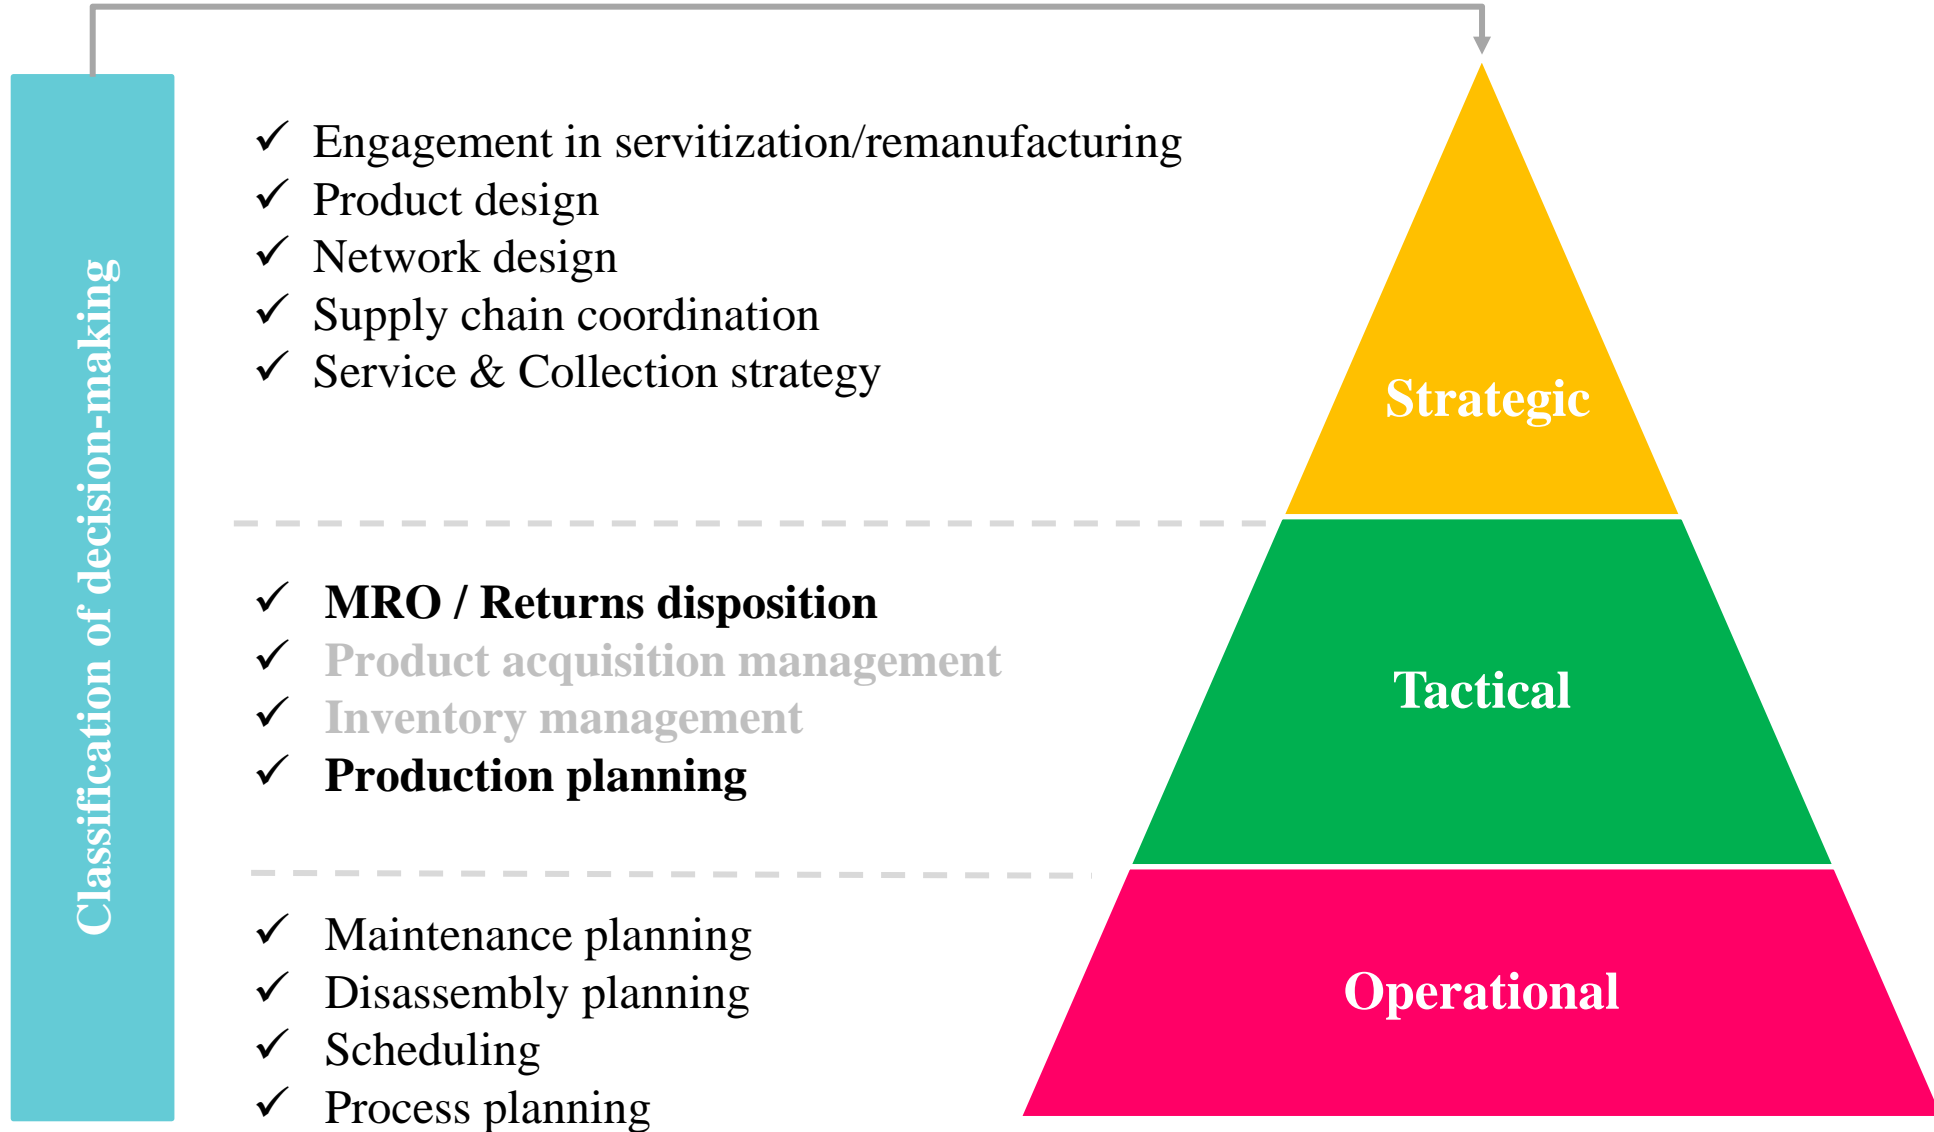 Classification of decision-making
✓ Engagement in servitization/remanufacturing
✓ Product design
✓ Network design
✓ Supply chain coordination
✓ Service & Collection strategy
Strategic
✓ MRO / Returns disposition
✓ Product acquisition management
✓ Inventory management
✓ Production planning
Tactical
✓ Maintenance planning
✓ Disassembly planning
✓ Scheduling
✓ Process planning
Operational